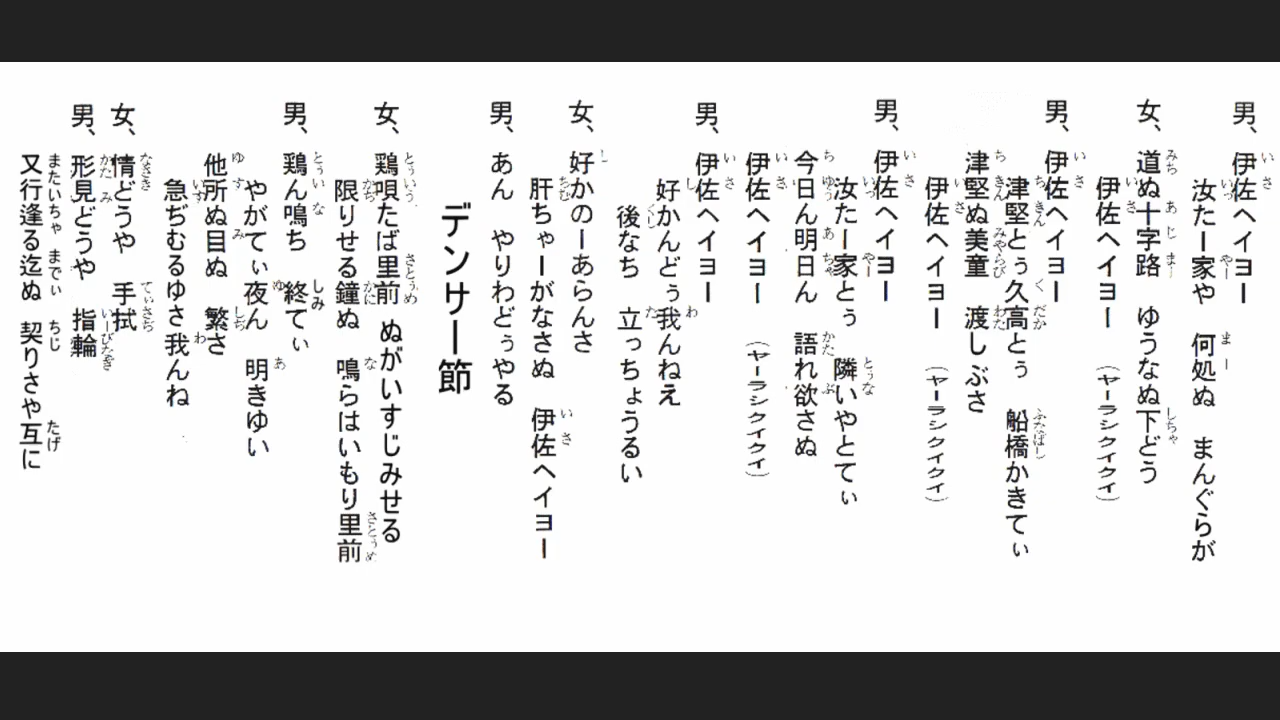 男、伊佐ヘイヨー
汝たー家や　何処ぬ　まんぐらが
女、道ぬ十字路　ゆうなぬ下どう
伊佐ヘイヨー　（ヤーラシクイクイ）
男、伊佐ヘイヨー
津堅とぅ久高とぅ　船橋かきてぃ
津堅ぬ美童　渡しぶさ
伊佐ヘイヨー　（ヤーラシクイクイ）
男、伊佐ヘイヨー
汝たー家とぅ　隣いやとてぃ
今日ん明日ん　語れ欲さぬ
伊佐ヘイヨー　（ヤーラシクイクイ）
男、伊佐ヘイヨー
好かんどぅ我んねえ
後なち　立っちょうるい
女、好かのーあらんさ
肝ちゃーがなさぬ　伊佐ヘイヨー
男、あん　やりわどぅやる
デンサー節
女、鶏唄たば里前　ぬがいすじみせる
限りせる鐘ぬ　鳴らはいもり里前
男、鶏ん鳴ち　終てぃ
やがてぃ夜ん　明きゆい
他所ぬ目ぬ　繁さ
急ぢむるゆさ我んね
女、情どうや　手拭
男、形見どうや　指輪
又行逢る迄ぬ　契りさや互に